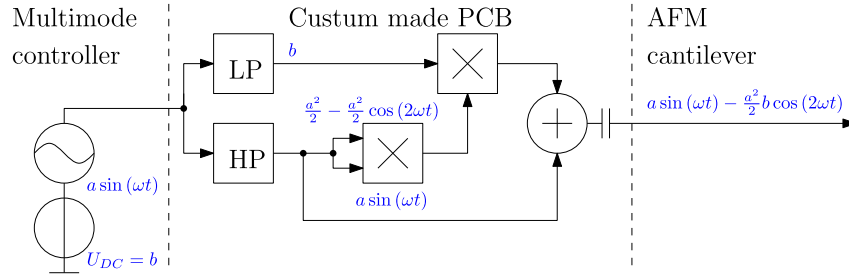 Multimode
controller
Custum made PCB
AFM
cantilever
LP
b
a²/2 − a²/2 cos (2ωt)
HP
a sin (ωt)
a sin (ωt)
U_DC = b
a sin (ωt) − a²/2 b cos (2ωt)